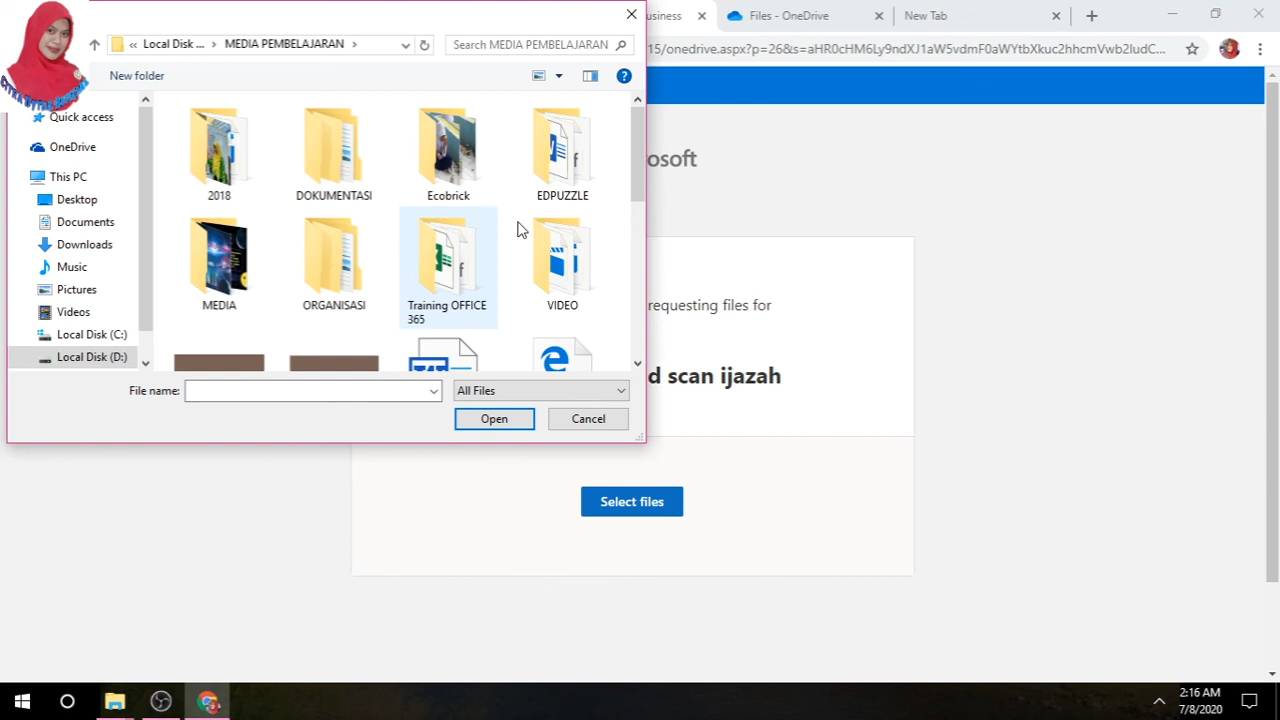 usiness
Files - OneDrive
New Tab
Local Disk ...
MEDIA PEMBELAJARAN
Search MEDIA PEMBELAJARAN
15/onedrive.aspx?p=26&s=
New folder
Quick access
OneDrive
This PC
Desktop
Documents
Downloads
Music
Pictures
Videos
Local Disk (C:)
Local Disk (D:)
2018
DOKUMENTASI
Ecobrick
EDPUZZLE
MEDIA
ORGANISASI
Training OFFICE
365
VIDEO
File name:
All Files
Open
Cancel
osoft
requesting files for
d scan ijazah
Select files
2:16 AM
7/8/2020